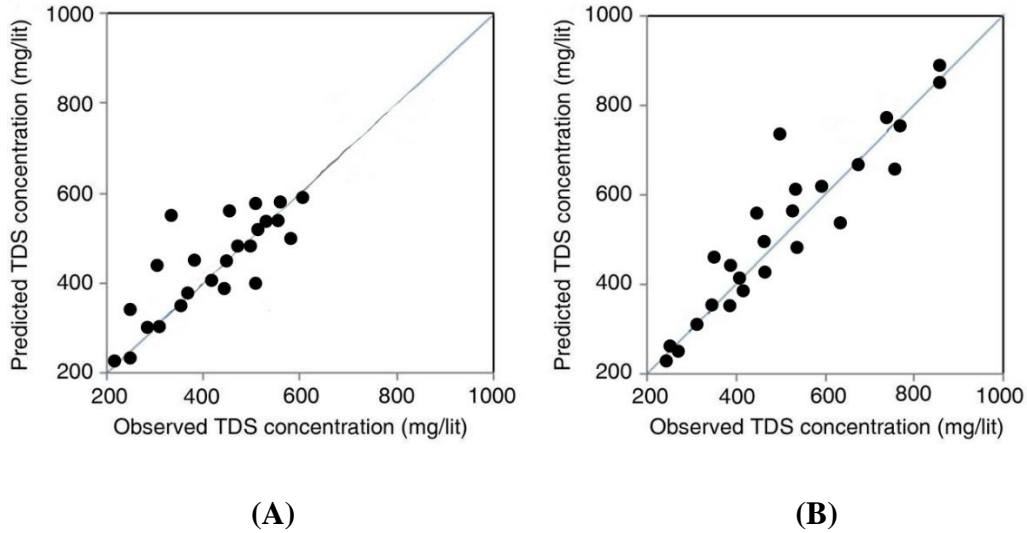 Predicted TDS concentration (mg/lit)
1000
800
600
400
200
200 400 600 800 1000
Observed TDS concentration (mg/lit)
(A)
Predicted TDS concentration (mg/lit)
1000
800
600
400
200
200 400 600 800 1000
Observed TDS concentration (mg/lit)
(B)